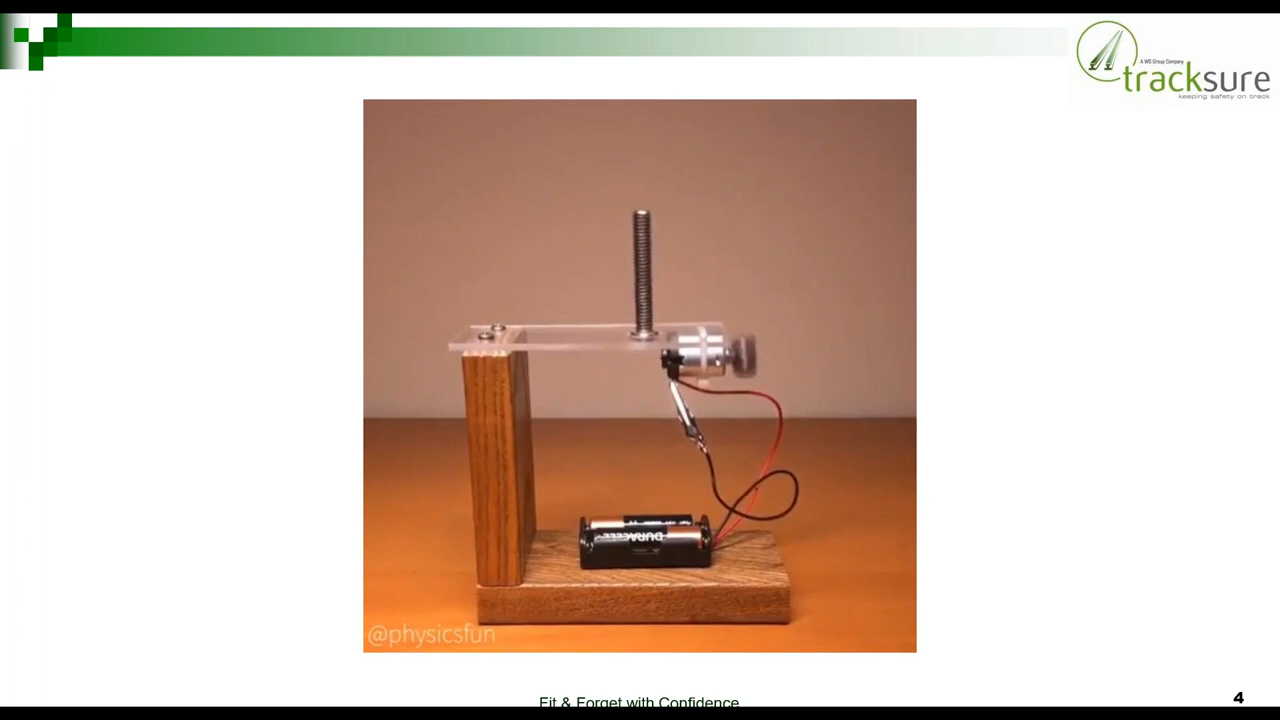 A WS Group Company
tracksure
keeping safety on track
DURACELL
@physicsfun
Fit & Forget with Confidence
4